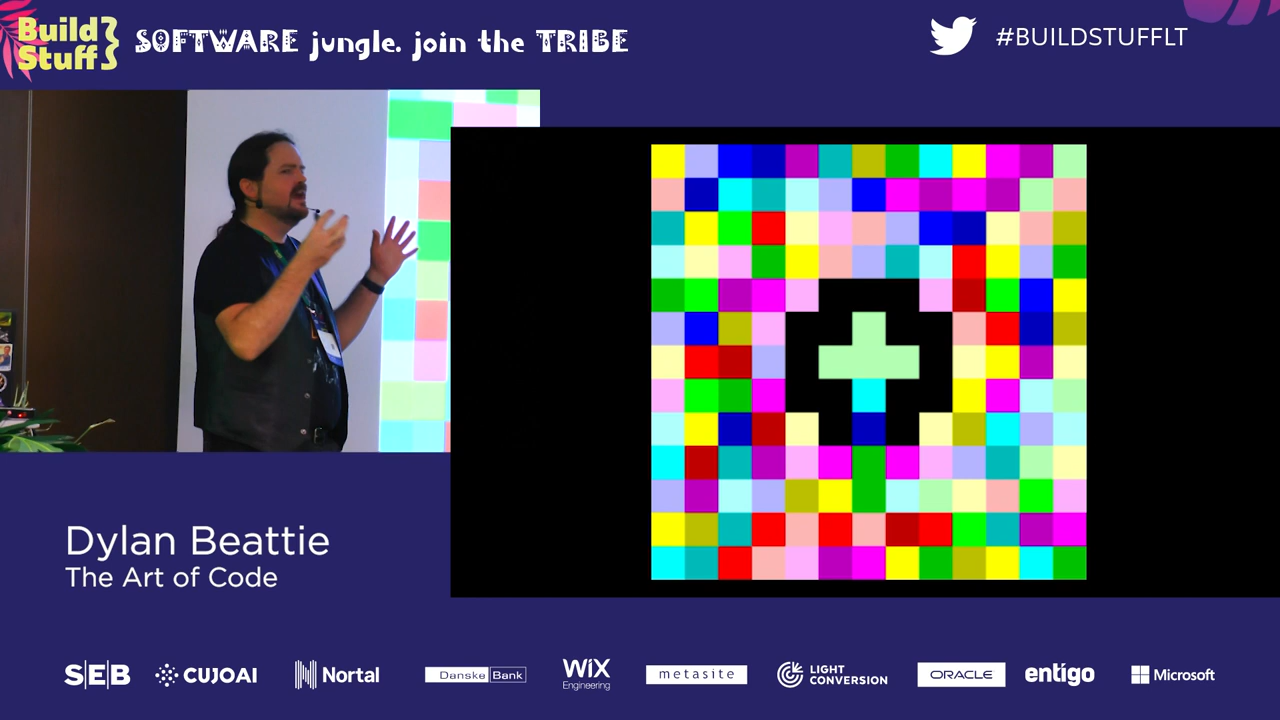 Build
Stuff}
SOFTWARE jungle. join the TRIBE
#BUILDSTUFFLT
Dylan Beattie
The Art of Code
SEB
CUJOAI
Nortal
Danske Bank
WiX
Engineering
metasite
LIGHT
CONVERSION
ORACLE
entigo
Microsoft